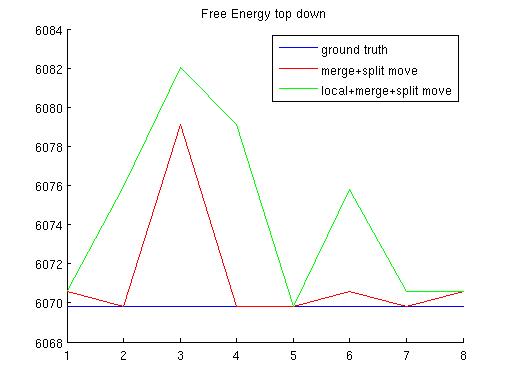 Free Energy top down
6084
6082
6080
6078
6076
6074
6072
6070
6068
ground truth
merge+split move
local+merge+split move
1 2 3 4 5 6 7 8